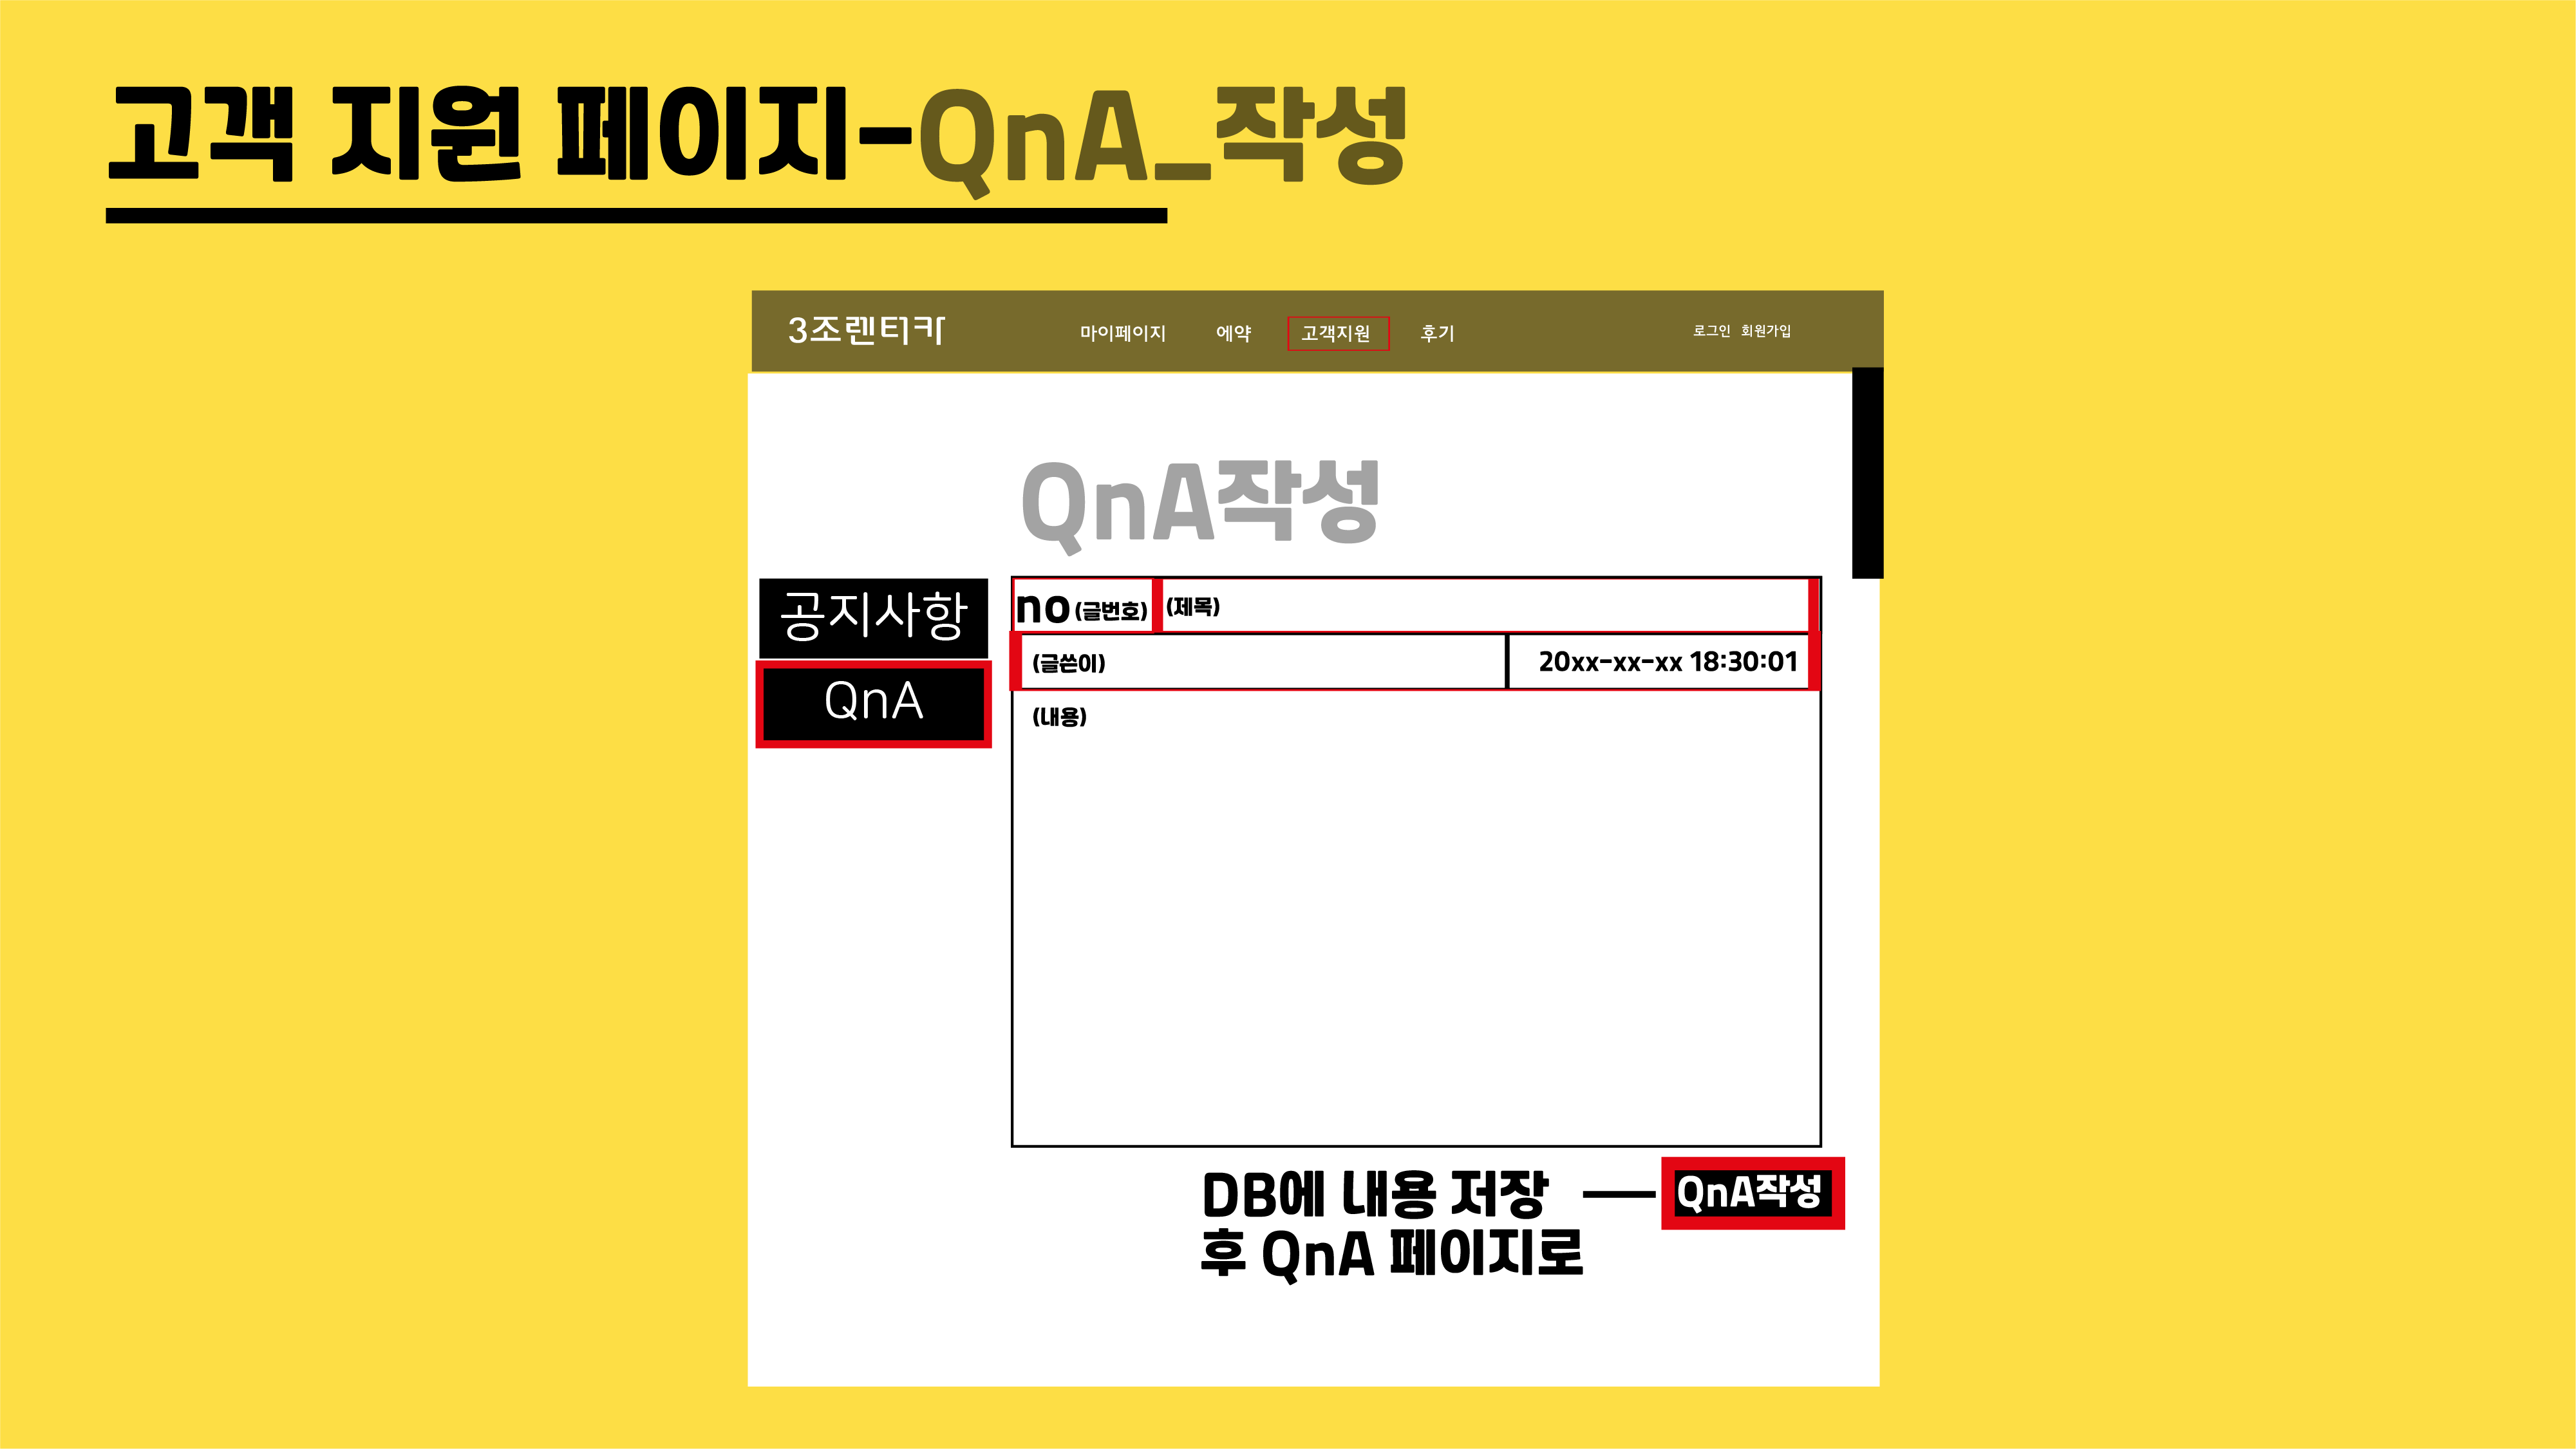 고객 지원 페이지-QnA_작성
3조렌티카 마이페이지 에약 고객지원 후기 로그인 회원가입
QnA작성
공지사항
QnA
no (글번호) (제목)
(글쓴이) 20xx-xx-xx 18:30:01
(내용)
DB에 내용 저장
후 QnA 페이지로
QnA작성